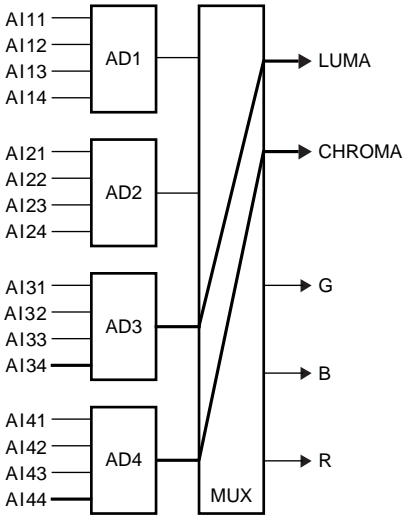 AI11
AI12
AI13
AI14
AD1
AI21
AI22
AI23
AI24
AD2
AI31
AI32
AI33
AI34
AD3
AI41
AI42
AI43
AI44
AD4
MUX
LUMA
CHROMA
G
B
R